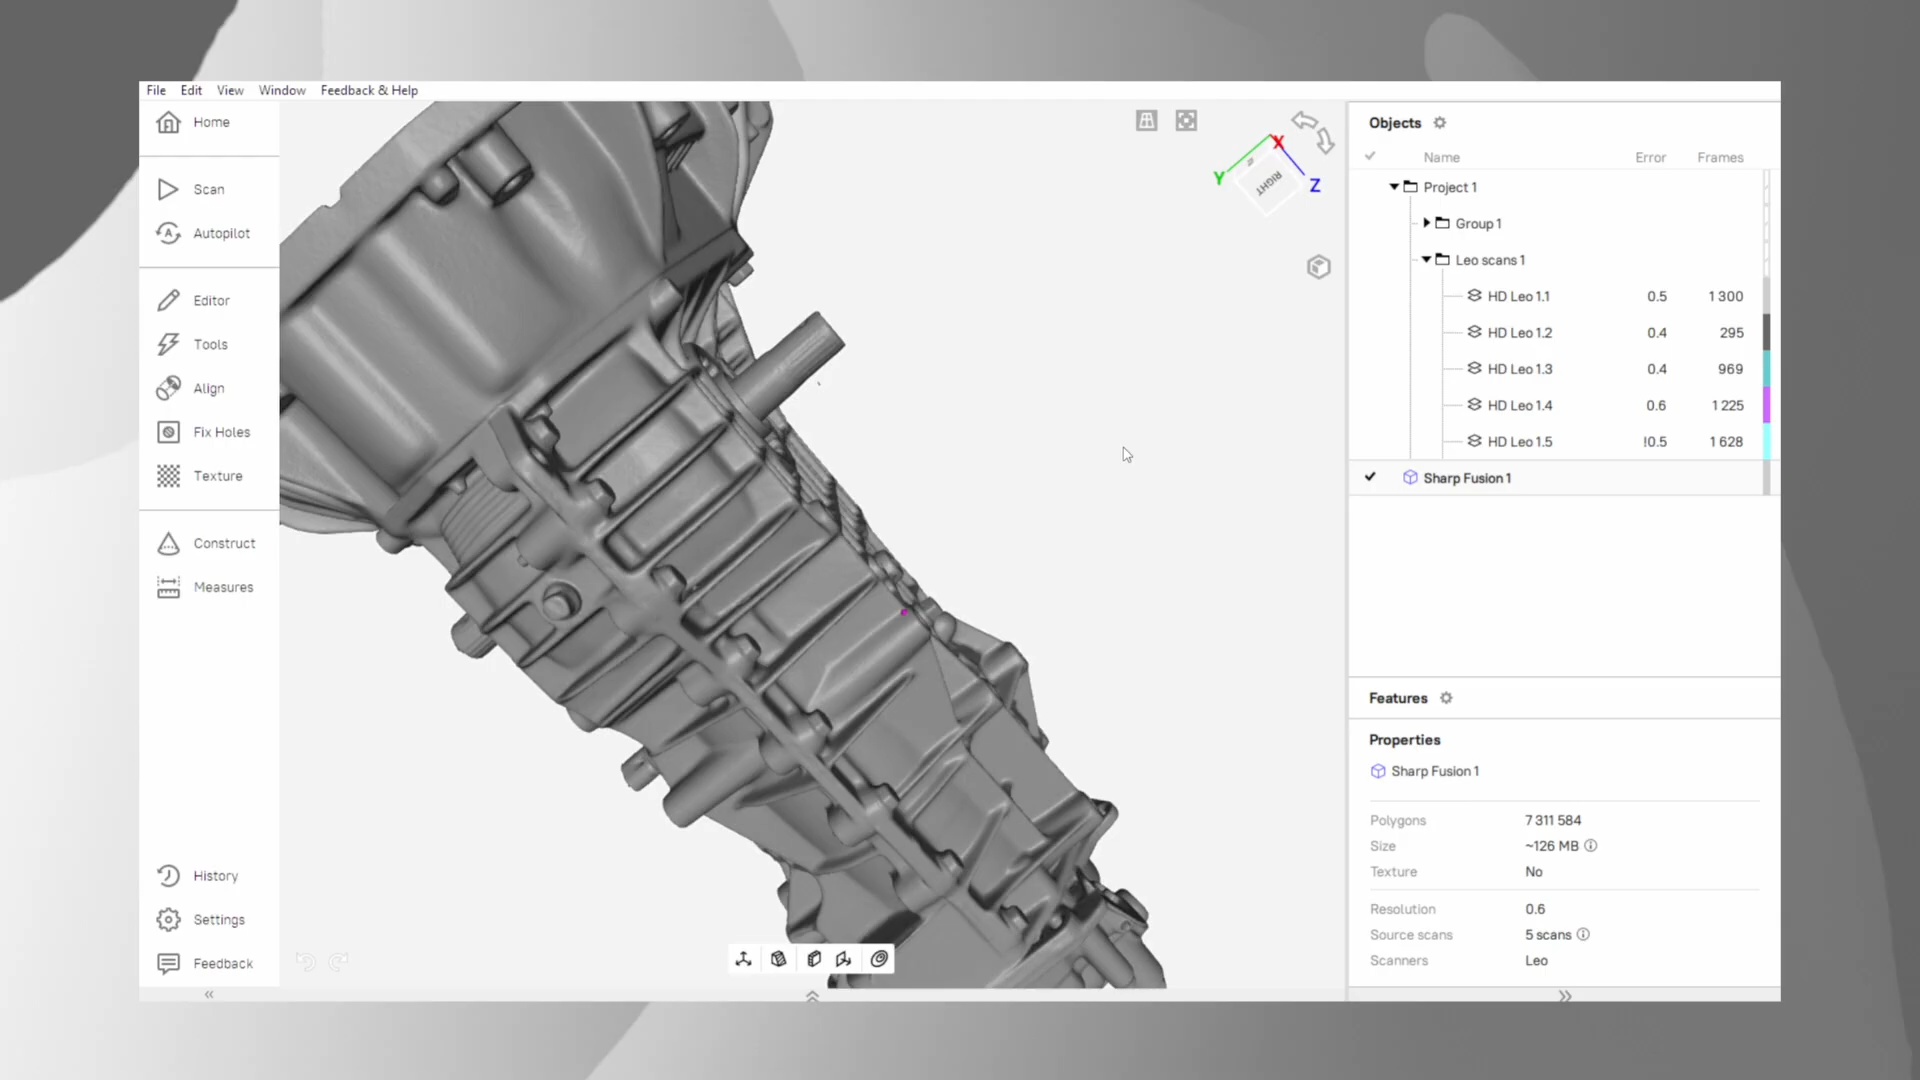 File Edit View Window Feedback & Help
Home
Scan
Autopilot
Editor
Tools
Align
Fix Holes
Texture
Construct
Measures
History
Settings
Feedback
X
Y
Z
RIGHT
Objects
Name Error Frames
Project 1
Group 1
Leo scans 1
HD Leo 1.1 0.5 1 300
HD Leo 1.2 0.4 295
HD Leo 1.3 0.4 969
HD Leo 1.4 0.6 1 225
HD Leo 1.5 !0.5 1 628
Sharp Fusion 1
Features
Properties
Sharp Fusion 1
Polygons 7 311 584
Size ~126 MB
Texture No
Resolution 0.6
Source scans 5 scans
Scanners Leo